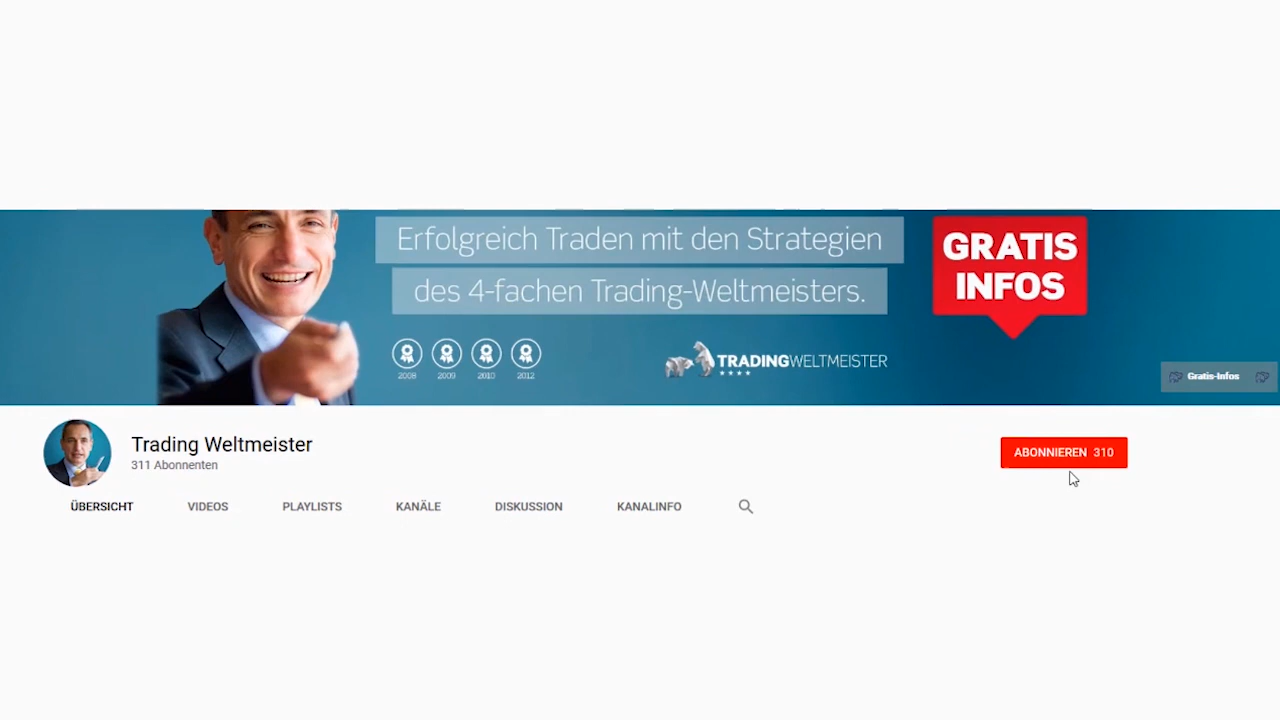 Erfolgreich Traden mit den Strategien
des 4-fachen Trading-Weltmeisters.
GRATIS
INFOS
2008 2009 2010 2012
TRADINGWELTMEISTER
Gratis-Infos
Trading Weltmeister
311 Abonnenten
ABONNIEREN 310
ÜBERSICHT VIDEOS PLAYLISTS KANÄLE DISKUSSION KANALINFO